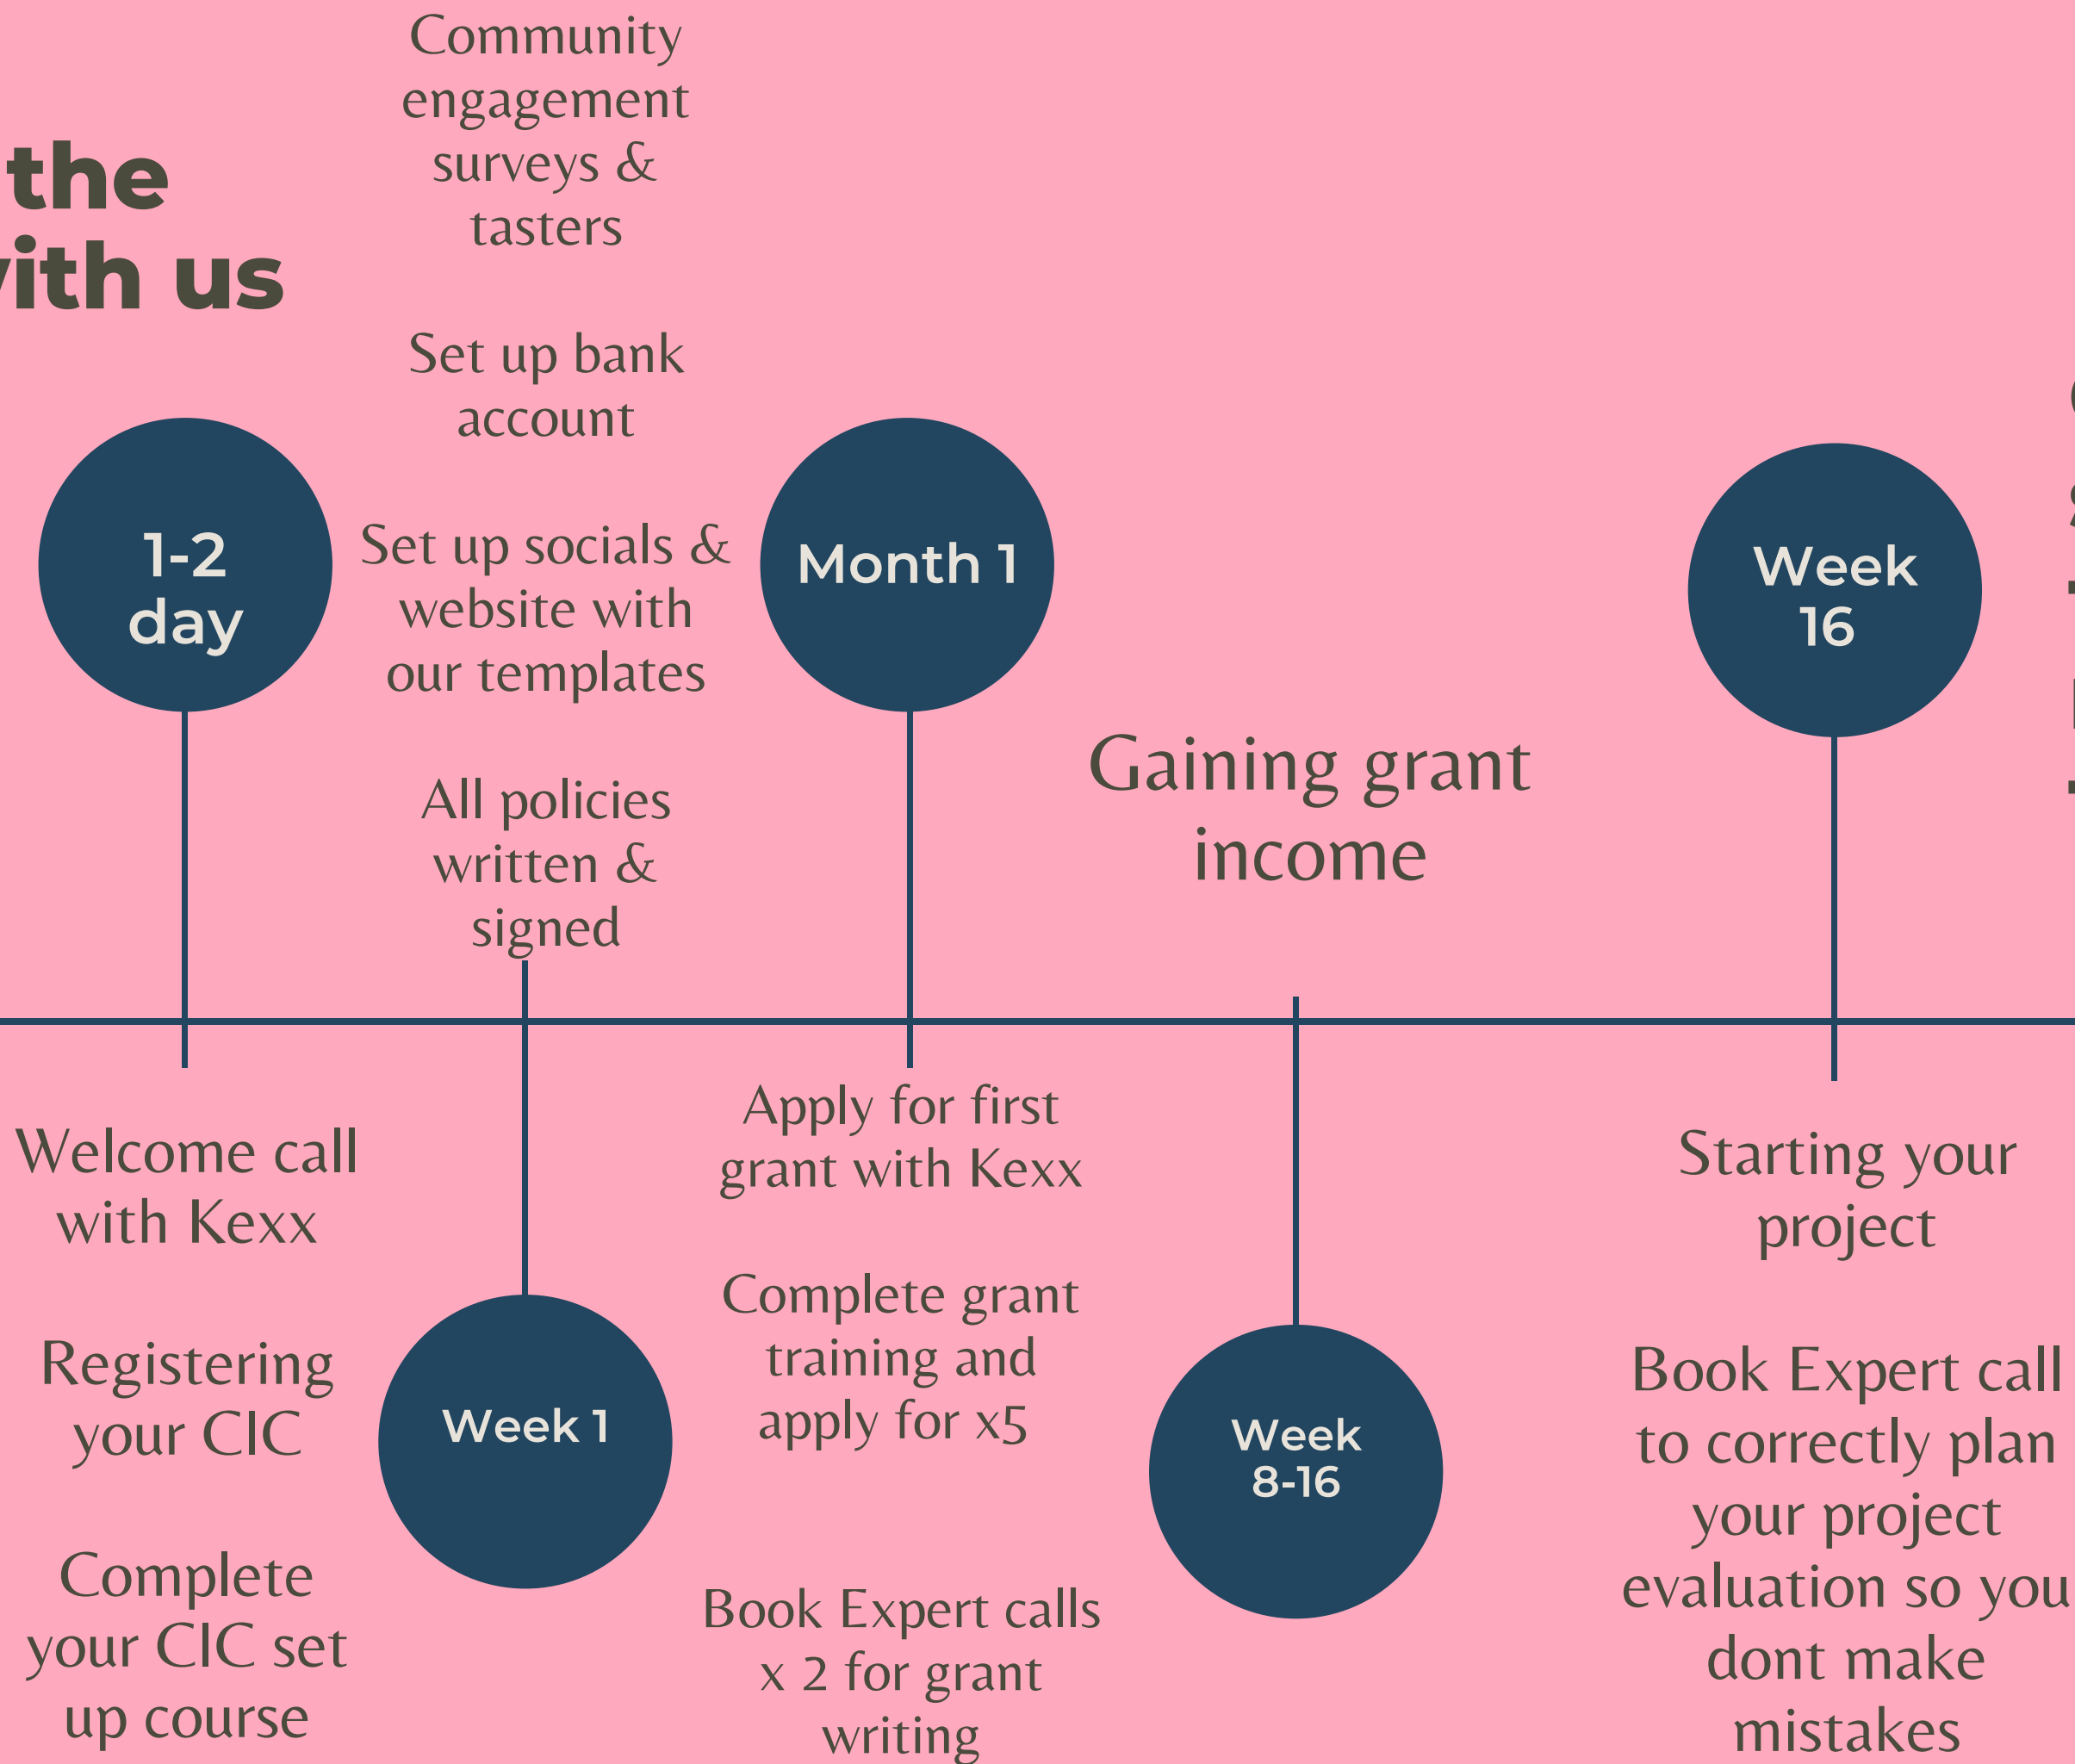 the
with us
1-2
day
Welcome call
with Kexx
Registering
your CIC
Complete
your CIC set
up course
Community
engagement
surveys &
tasters
Set up bank
account
Set up socials &
website with
our templates
All policies
written &
signed
Week 1
Month 1
Apply for first
grant with Kexx
Complete grant
training and
apply for x5
Book Expert calls
x 2 for grant
writing
Gaining grant
income
Week
8-16
Week
16
Starting your
project
Book Expert call
to correctly plan
your project
evaluation so you
dont make
mistakes